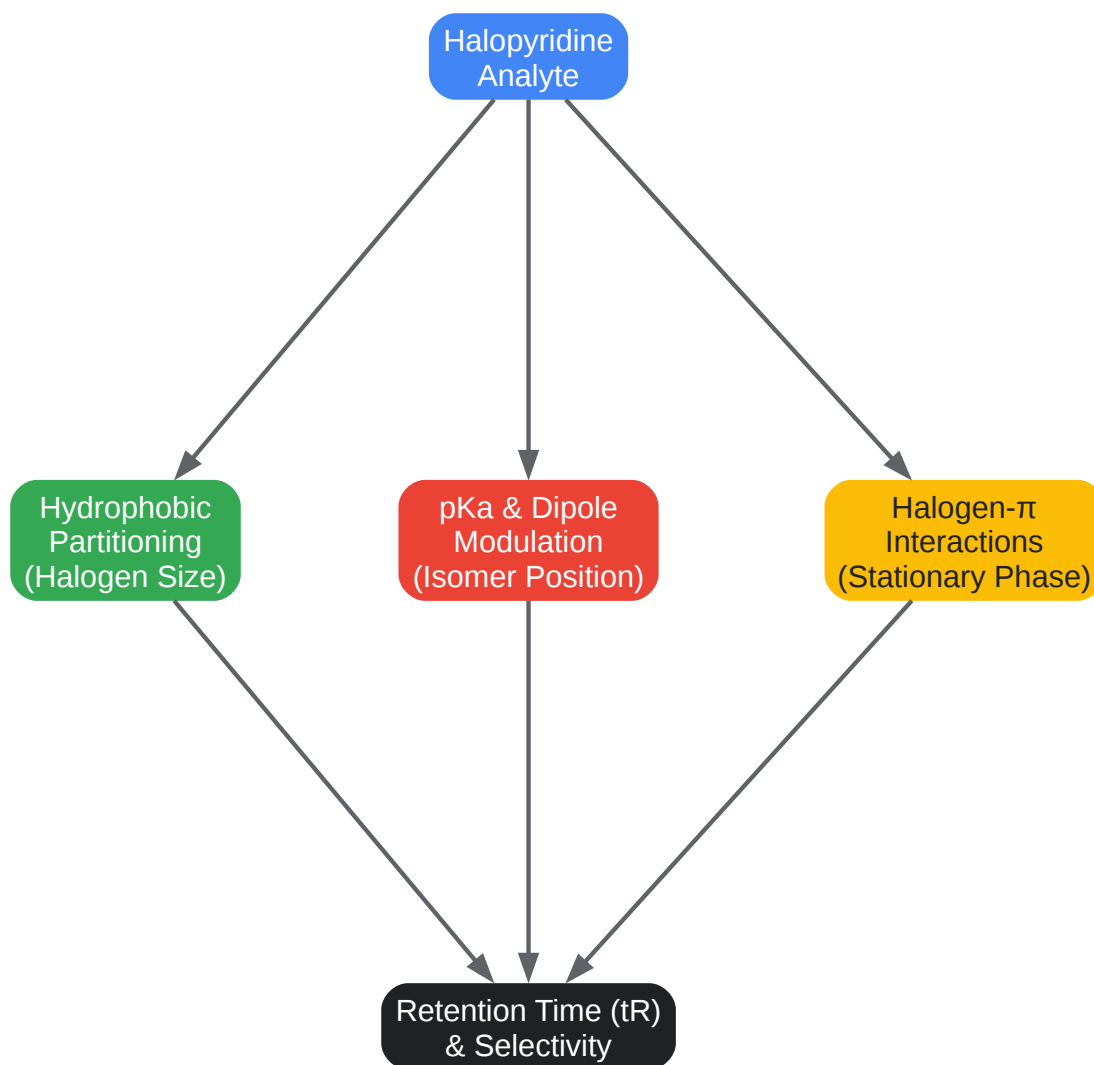 Halopyridine
Analyte
Hydrophobic
Partitioning
(Halogen Size)
pKa & Dipole
Modulation
(Isomer Position)
Halogen-π
Interactions
(Stationary Phase)
Retention Time (tR)
& Selectivity